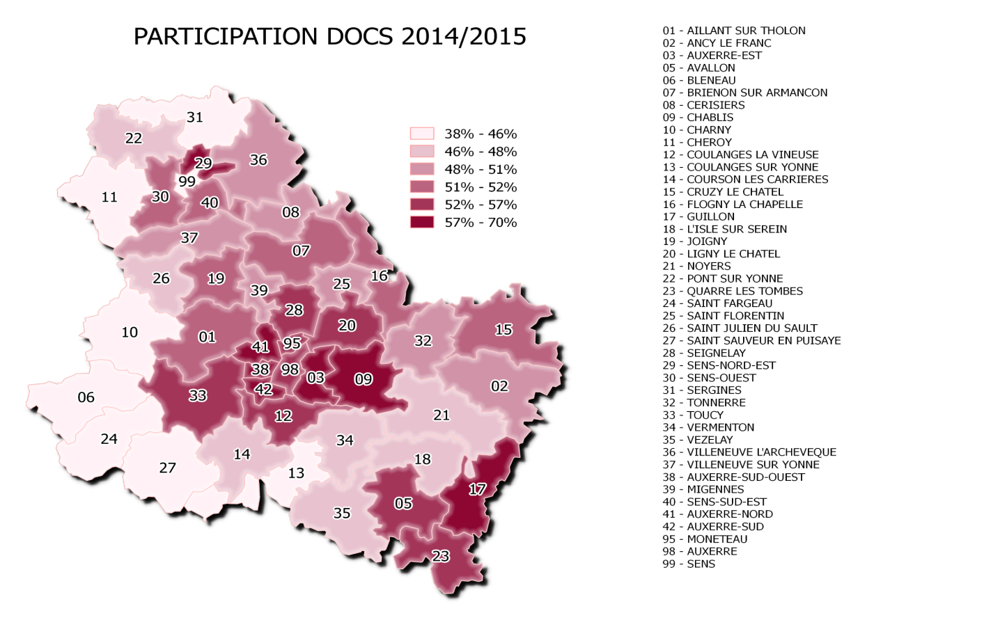 PARTICIPATION DOCS 2014/2015
38% - 46%
46% - 48%
48% - 51%
51% - 52%
52% - 57%
57% - 70%
31
22
36
29
99
11
30
40
08
37
07
26
19
16
39
25
28
10
20
15
01
41
95
32
38
98
03
09
42
02
33
06
12
21
24
34
14
18
27
13
17
05
35
23
01 - AILLANT SUR THOLON
02 - ANCY LE FRANC
03 - AUXERRE-EST
05 - AVALLON
06 - BLENEAU
07 - BRIENON SUR ARMANCON
08 - CERISIERS
09 - CHABLIS
10 - CHARNY
11 - CHEROY
12 - COULANGES LA VINEUSE
13 - COULANGES SUR YONNE
14 - COURSON LES CARRIERES
15 - CRUZY LE CHATEL
16 - FLOGNY LA CHAPELLE
17 - GUILLON
18 - L'ISLE SUR SEREIN
19 - JOIGNY
20 - LIGNY LE CHATEL
21 - NOYERS
22 - PONT SUR YONNE
23 - QUARRE LES TOMBES
24 - SAINT FARGEAU
25 - SAINT FLORENTIN
26 - SAINT JULIEN DU SAULT
27 - SAINT SAUVEUR EN PUISAYE
28 - SEIGNELAY
29 - SENS-NORD-EST
30 - SENS-OUEST
31 - SERGINES
32 - TONNERRE
33 - TOUCY
34 - VERMENTON
35 - VEZELAY
36 - VILLENEUVE L'ARCHEVEQUE
37 - VILLENEUVE SUR YONNE
38 - AUXERRE-SUD-OUEST
39 - MIGENNES
40 - SENS-SUD-EST
41 - AUXERRE-NORD
42 - AUXERRE-SUD
95 - MONETEAU
98 - AUXERRE
99 - SENS